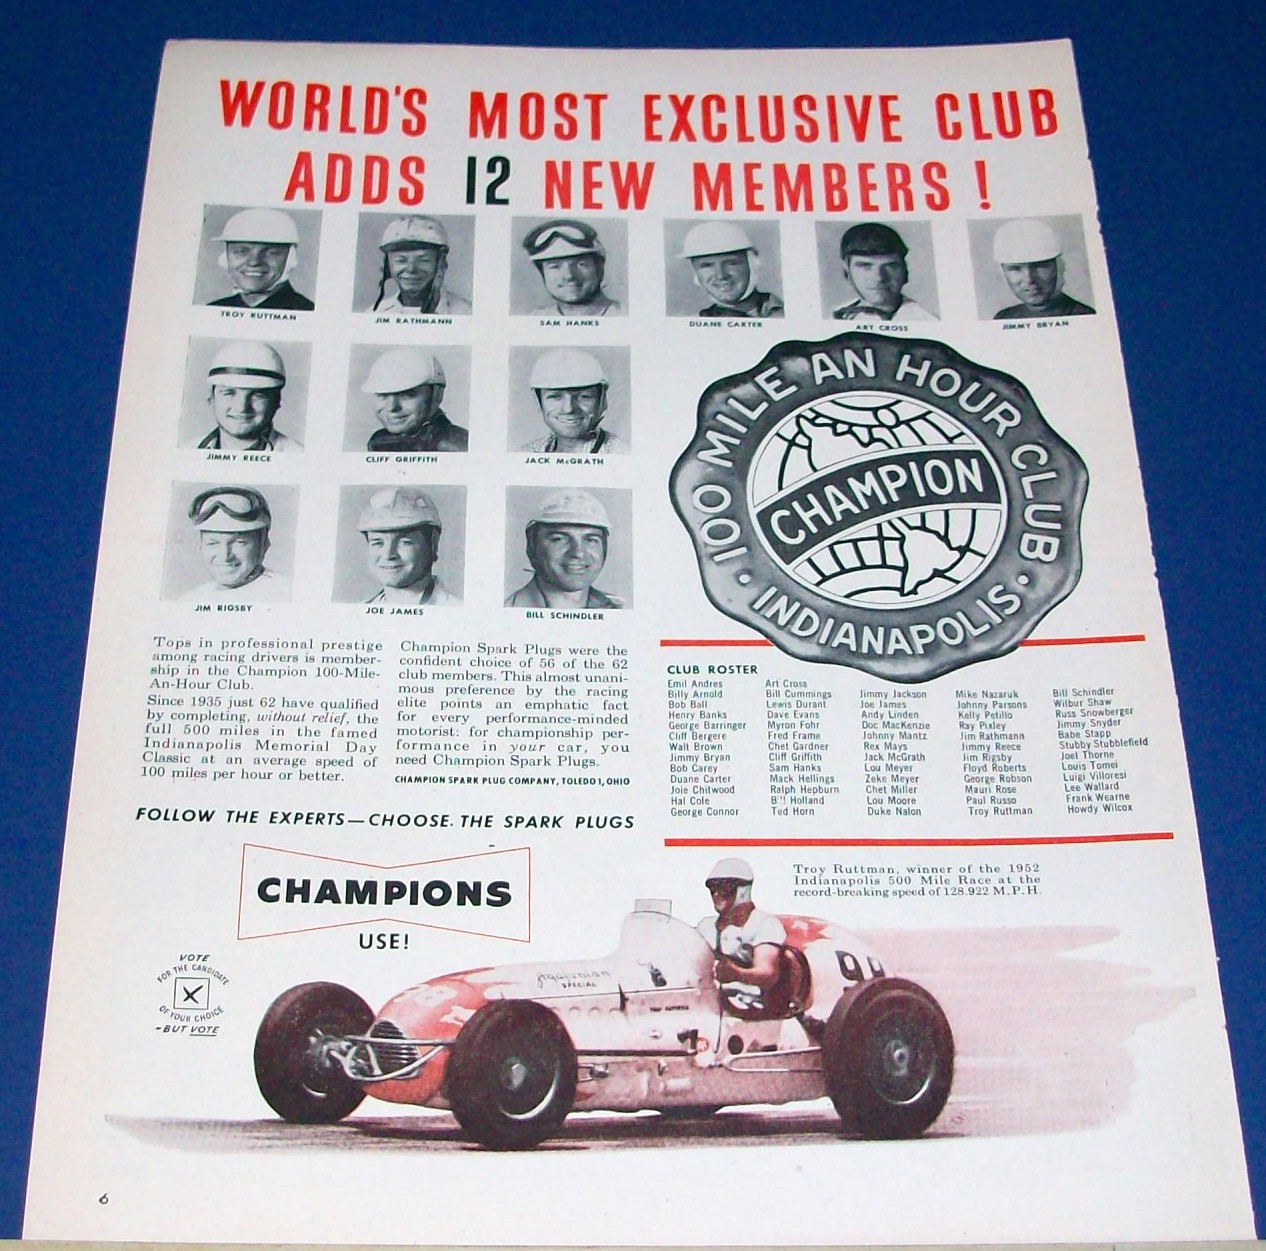 WORLD'S MOST EXCLUSIVE CLUB
ADDS 12 NEW MEMBERS !
TROY RUTTMAN
JIM RATHMANN
SAM HANKS
DUANE CARTER
ART CROSS
JIMMY BRYAN
JIMMY REECE
CLIFF GRIFFITH
JACK McGRATH
JIM RIGSBY
JOE JAMES
BILL SCHINDLER
100 MILE AN HOUR CLUB
CHAMPION
• INDIANAPOLIS •
Tops in professional prestige
among racing drivers is member-
ship in the Champion 100-Mile-
An-Hour Club.
Since 1935 just 62 have qualified
by completing, without relief, the
full 500 miles in the famed
Indianapolis Memorial Day
Classic at an average speed of
100 miles per hour or better.
Champion Spark Plugs were the
confident choice of 56 of the 62
club members. This almost unani-
mous preference by the racing
elite points an emphatic fact
for every performance-minded
motorist: for championship per-
formance in your car, you
need Champion Spark Plugs.
CHAMPION SPARK PLUG COMPANY, TOLEDO 1, OHIO
CLUB ROSTER
Emil Andres
Billy Arnold
Bob Ball
Henry Banks
George Barringer
Cliff Bergere
Walt Brown
Jimmy Bryan
Bob Carey
Duane Carter
Joie Chitwood
Hal Cole
George Connor
Art Cross
Bill Cummings
Lewis Durant
Dave Evans
Myron Fohr
Fred Frame
Chet Gardner
Cliff Griffith
Sam Hanks
Mack Hellings
Ralph Hepburn
Bill Holland
Ted Horn
Jimmy Jackson
Joe James
Andy Linden
Doc MacKenzie
Johnny Mantz
Rex Mays
Jack McGrath
Lou Meyer
Zeke Meyer
Chet Miller
Lou Moore
Duke Nalon
Mike Nazaruk
Johnny Parsons
Kelly Petillo
Ray Pixley
Jim Rathmann
Jimmy Reece
Jim Rigsby
Floyd Roberts
George Robson
Mauri Rose
Paul Russo
Troy Ruttman
Bill Schindler
Wilbur Shaw
Russ Snowberger
Jimmy Snyder
Babe Stapp
Stubby Stubblefield
Joel Thorne
Louis Tomei
Luigi Villoresi
Lee Wallard
Frank Wearne
Howdy Wilcox
FOLLOW THE EXPERTS—CHOOSE THE SPARK PLUGS
CHAMPIONS
USE!
Troy Ruttman, winner of the 1952
Indianapolis 500 Mile Race at the
record-breaking speed of 128.922 M.P.H.
VOTE
FOR THE CANDIDATE
X
OF YOUR CHOICE
-BUT VOTE
Agajanian
SPECIAL
TROY RUTTMAN
98
6